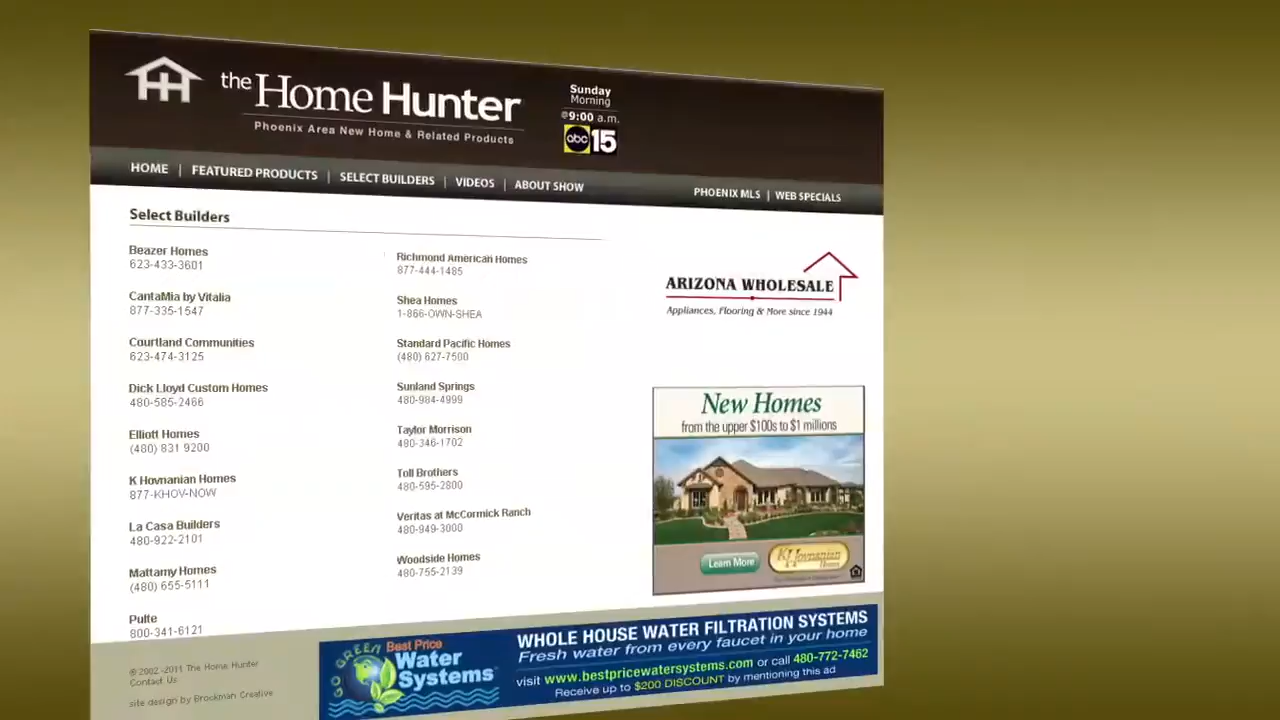 the Home Hunter
Phoenix Area New Home & Related Products
Sunday
Morning
@9:00 a.m.
abc 15
HOME | FEATURED PRODUCTS | SELECT BUILDERS | VIDEOS | ABOUT SHOW
PHOENIX MLS | WEB SPECIALS
Select Builders
Beazer Homes
623-433-3601
CantaMia by Vitalia
877-335-1547
Courtland Communities
623-474-3125
Dick Lloyd Custom Homes
480-585-2466
Elliott Homes
(480) 831 9200
K Hovnanian Homes
877-KHOV-NOW
La Casa Builders
480-922-2101
Mattamy Homes
(480) 655-5111
Pulte
800-341-6121
Richmond American Homes
877-444-1485
Shea Homes
1-866-OWN-SHEA
Standard Pacific Homes
(480) 627-7500
Sunland Springs
480-984-4999
Taylor Morrison
480-346-1702
Toll Brothers
480-595-2800
Veritas at McCormick Ranch
480-949-3000
Woodside Homes
480-755-2139
ARIZONA WHOLESALE
Appliances, Flooring & More since 1944
New Homes
from the upper $100s to $1 millions
Learn More
K Hovnanian
Homes
© 2002 -2011 The Home Hunter
Contact Us
site design by Brockman Creative
GO GREEN
Best Price
Water
Systems
WHOLE HOUSE WATER FILTRATION SYSTEMS
Fresh water from every faucet in your home
visit www.bestpricewatersystems.com or call 480-772-7462
Receive up to $200 DISCOUNT by mentioning this ad